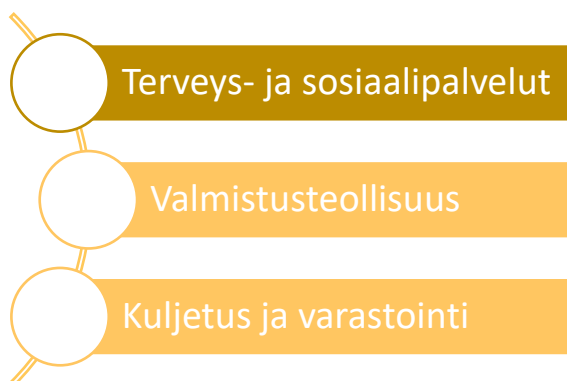 Terveys- ja sosiaalipalvelut
Valmistusteollisuus
Kuljetus ja varastointi